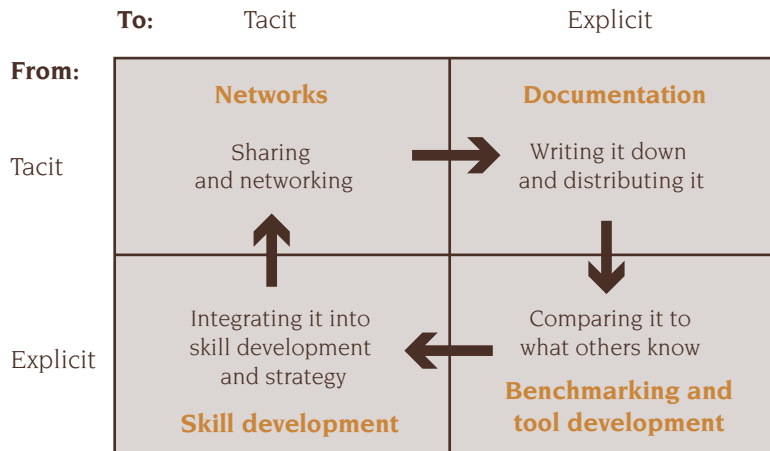 To: Tacit Explicit
From:
Networks Documentation
Tacit
Sharing
and networking
Writing it down
and distributing it
Explicit
Integrating it into
skill development
and strategy
Skill development
Comparing it to
what others know
Benchmarking and
tool development